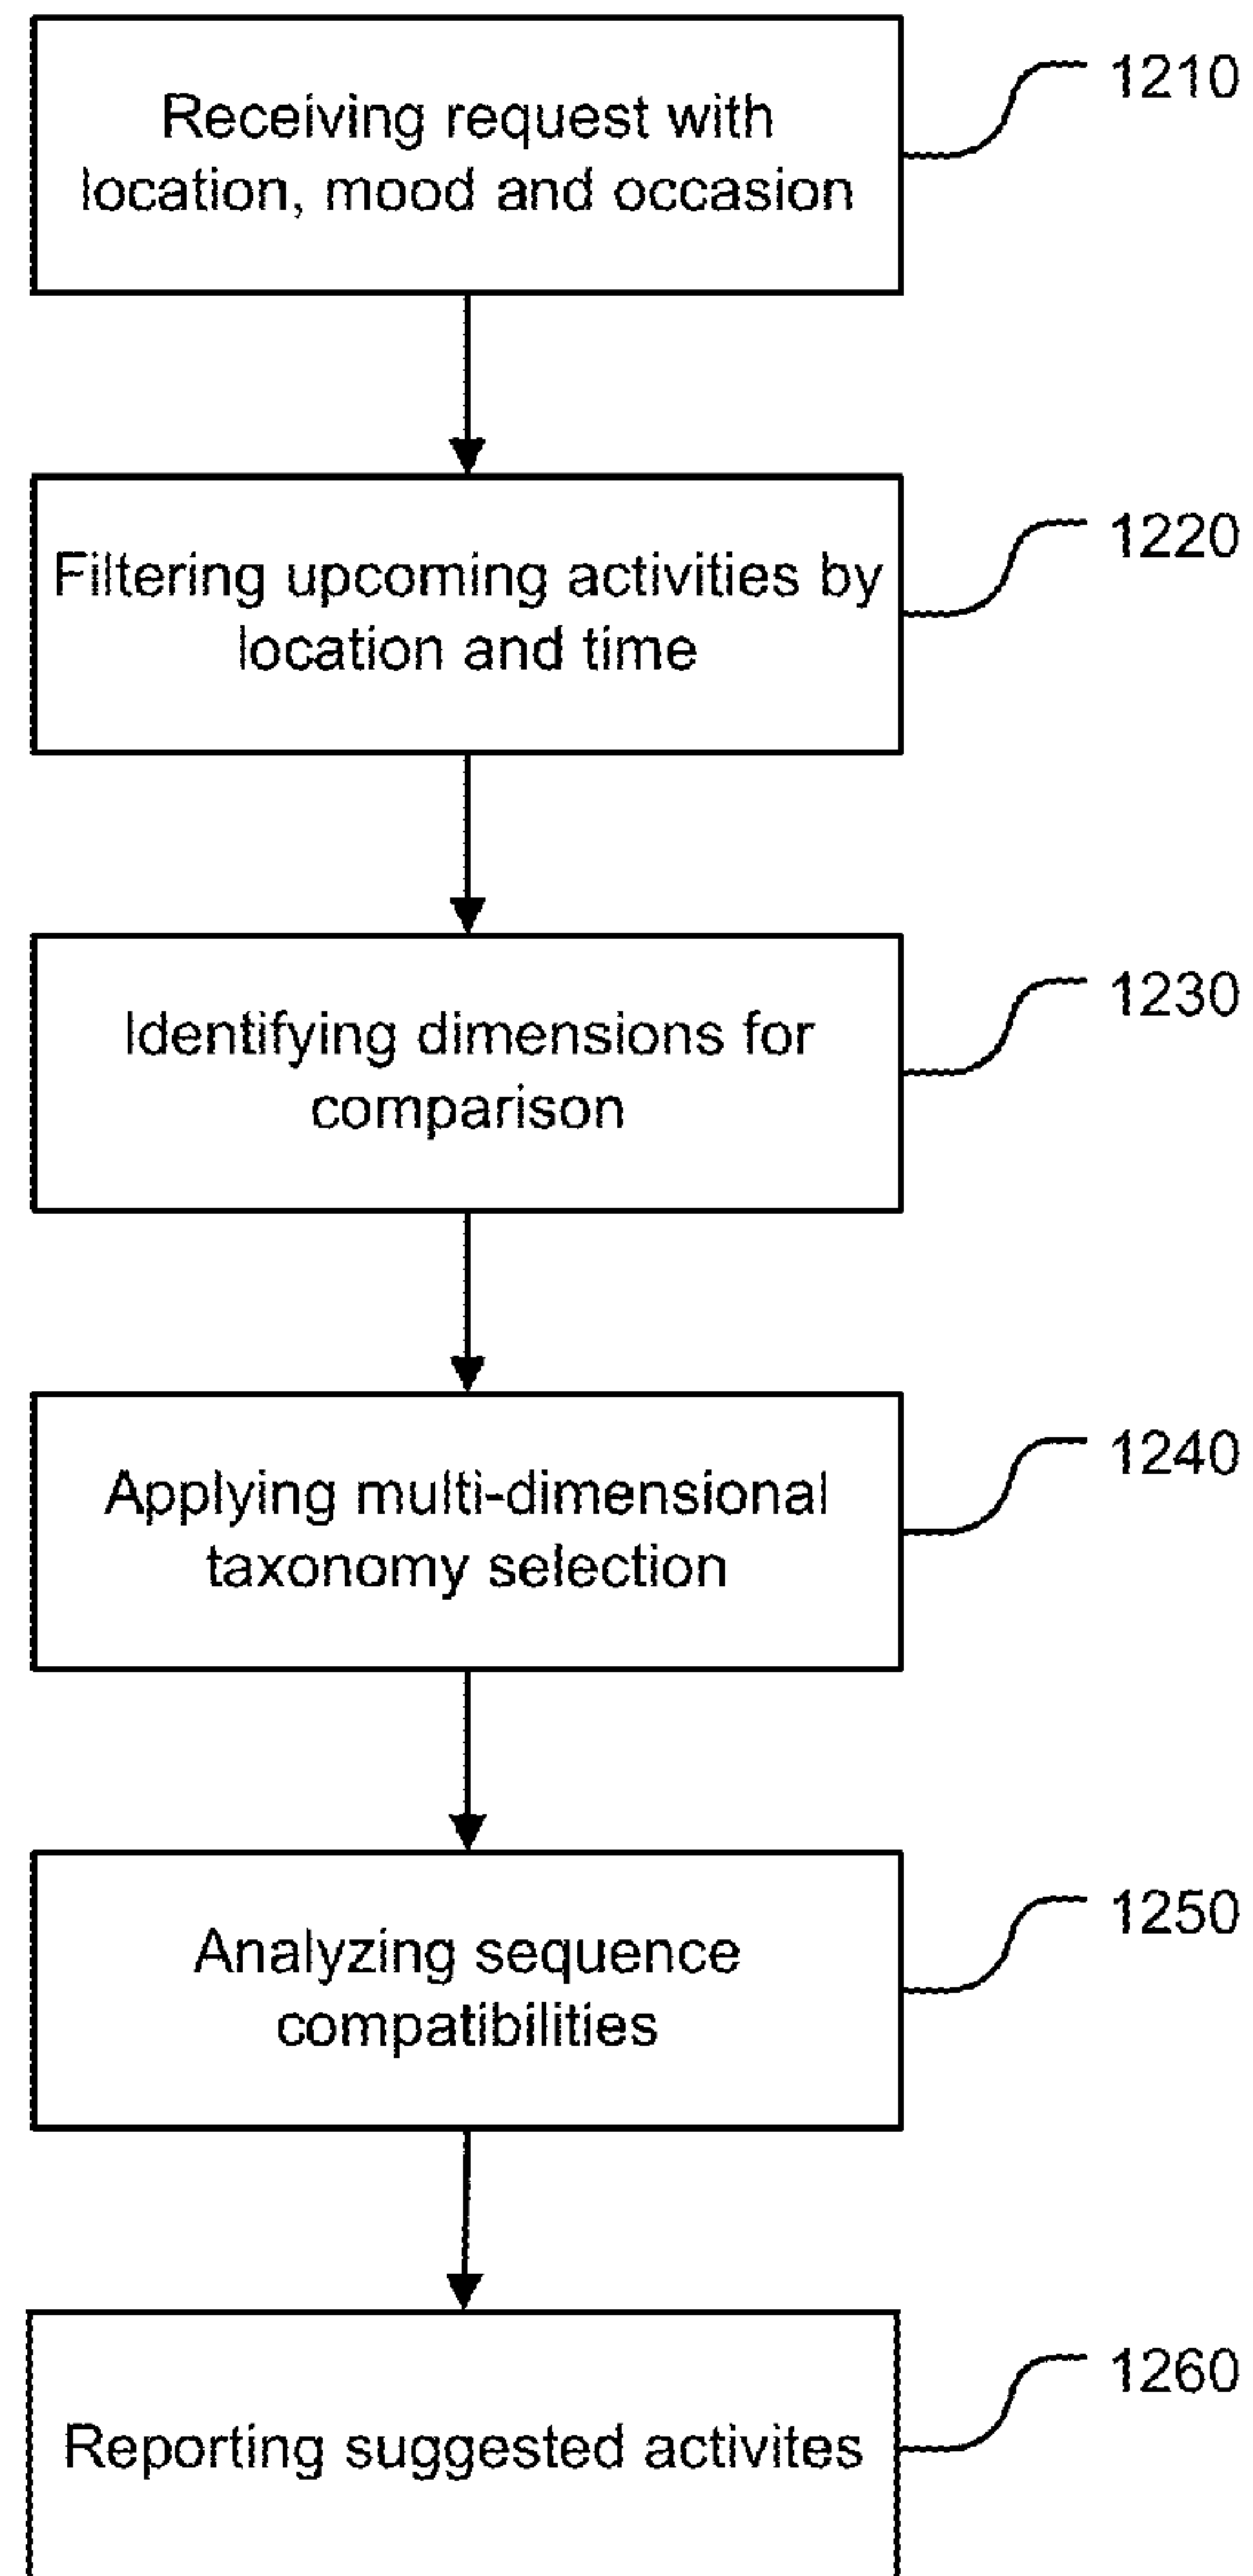 Receiving request with
location, mood and occasion
1210
Filtering upcoming activities by
location and time
1220
Identifying dimensions for
comparison
1230
Applying multi-dimensional
taxonomy selection
1240
Analyzing sequence
compatibilities
1250
Reporting suggested activites
1260